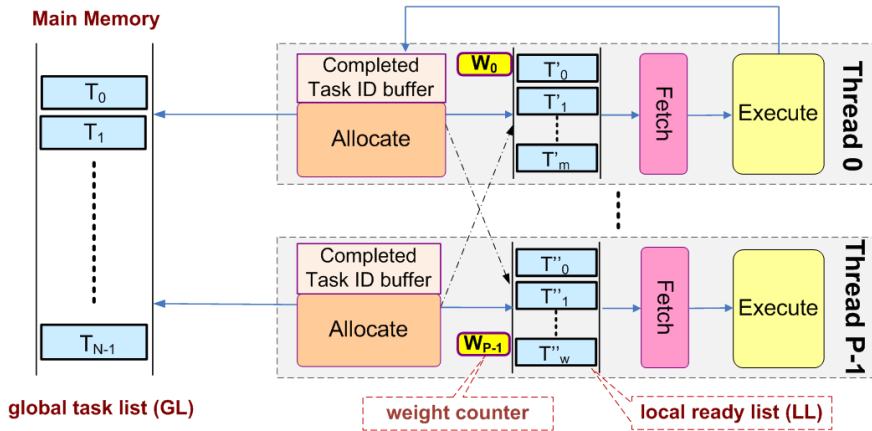 Main Memory
T0
T1
TN-1
global task list (GL)
Completed
Task ID buffer
Allocate
W0
T'0
T'1
T'm
Fetch
Execute
Thread 0
Completed
Task ID buffer
Allocate
WP-1
T''0
T''1
T''w
Fetch
Execute
Thread P-1
weight counter
local ready list (LL)